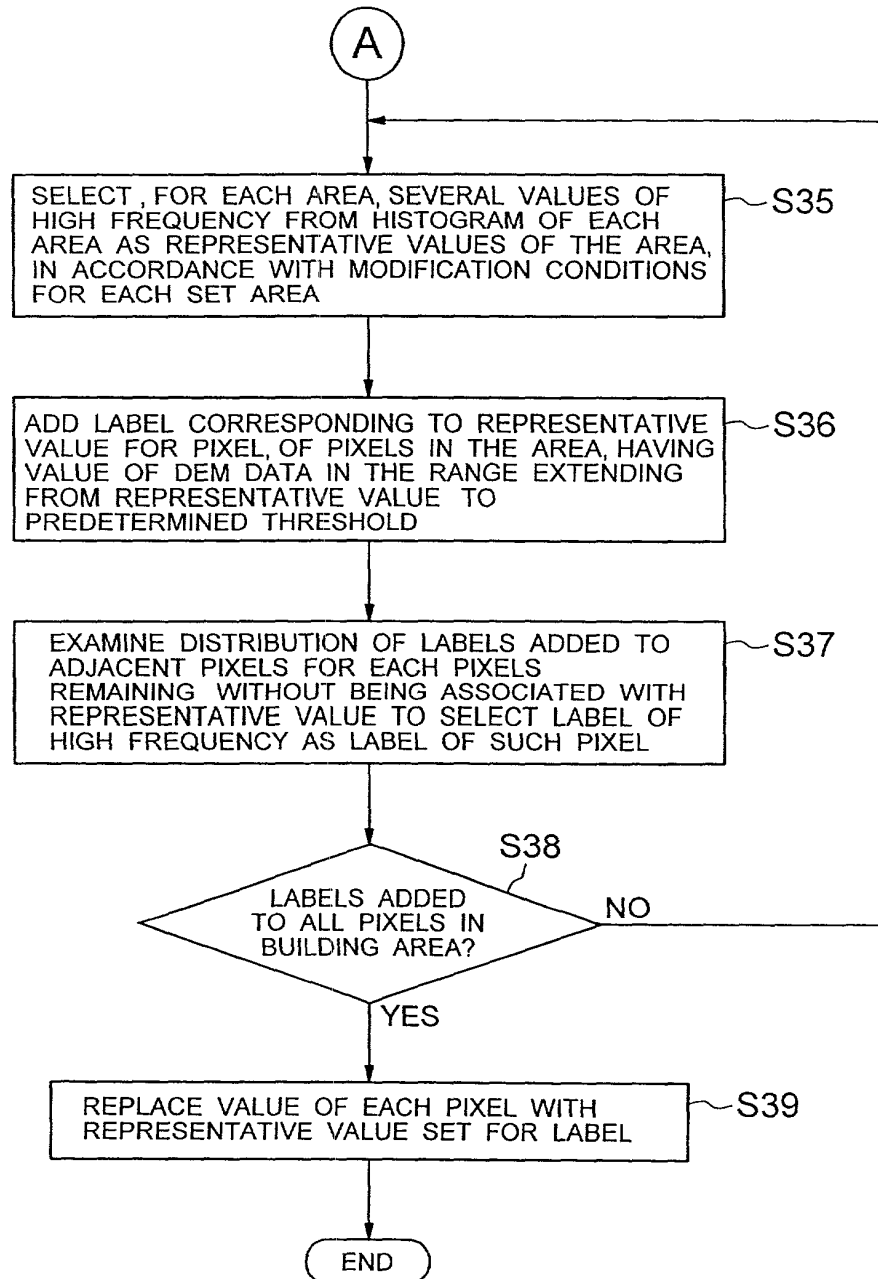 A
SELECT , FOR EACH AREA, SEVERAL VALUES OF
HIGH FREQUENCY FROM HISTOGRAM OF EACH
AREA AS REPRESENTATIVE VALUES OF THE AREA,
IN ACCORDANCE WITH MODIFICATION CONDITIONS
FOR EACH SET AREA
S35
ADD LABEL CORRESPONDING TO REPRESENTATIVE
VALUE FOR PIXEL, OF PIXELS IN THE AREA, HAVING
VALUE OF DEM DATA IN THE RANGE EXTENDING
FROM REPRESENTATIVE VALUE TO
PREDETERMINED THRESHOLD
S36
EXAMINE DISTRIBUTION OF LABELS ADDED TO
ADJACENT PIXELS FOR EACH PIXELS
REMAINING WITHOUT BEING ASSOCIATED WITH
REPRESENTATIVE VALUE TO SELECT LABEL OF
HIGH FREQUENCY AS LABEL OF SUCH PIXEL
S37
S38
LABELS ADDED
TO ALL PIXELS IN
BUILDING AREA?
NO
YES
REPLACE VALUE OF EACH PIXEL WITH
REPRESENTATIVE VALUE SET FOR LABEL
S39
END